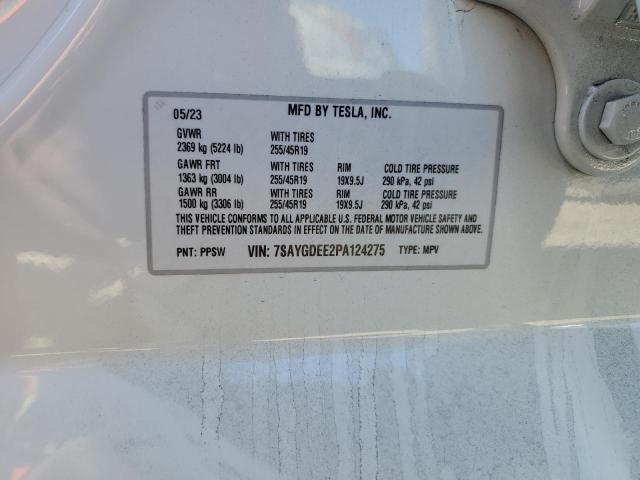 05/23 MFD BY TESLA, INC.
GVWR WITH TIRES
2369 kg (5224 lb) 255/45R19
GAWR FRT WITH TIRES RIM COLD TIRE PRESSURE
1363 kg (3004 lb) 255/45R19 19X9.5J 290 kPa, 42 psi
GAWR RR WITH TIRES RIM COLD TIRE PRESSURE
1500 kg (3306 lb) 255/45R19 19X9.5J 290 kPa, 42 psi
THIS VEHICLE CONFORMS TO ALL APPLICABLE U.S. FEDERAL MOTOR VEHICLE SAFETY AND
THEFT PREVENTION STANDARDS IN EFFECT ON THE DATE OF MANUFACTURE SHOWN ABOVE.
PNT: PPSW VIN: 7SAYGDEE2PA124275 TYPE: MPV